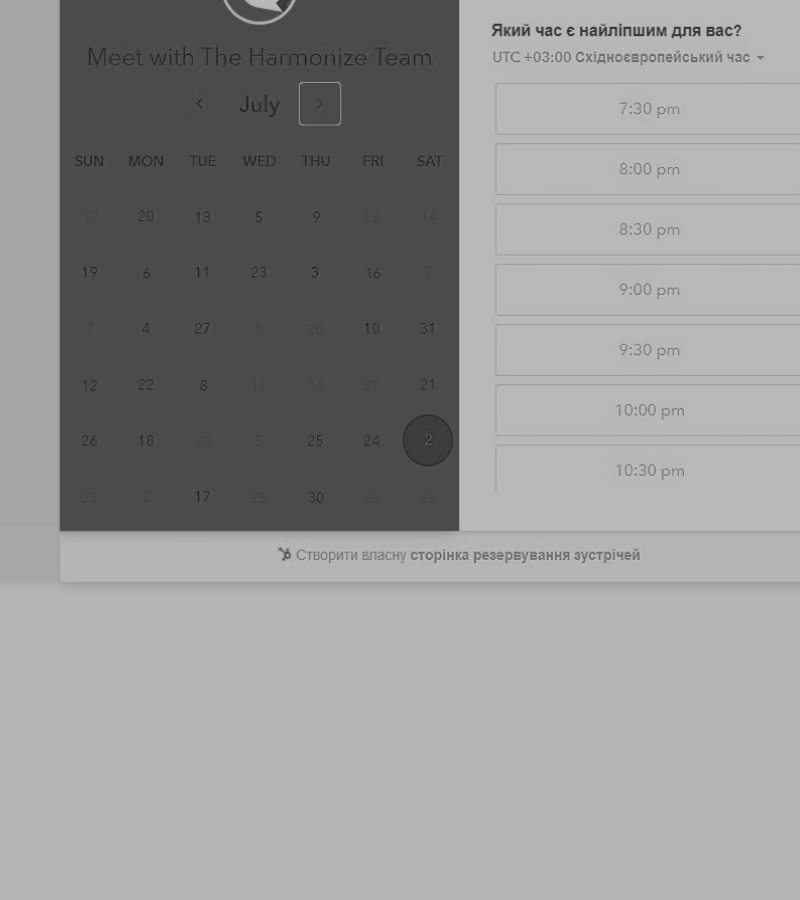 Meet with The Harmonize Team
July
SUN MON TUE WED THU FRI SAT
17 20 13 5 9 14
19 6 11 23 3 16 7
7 4 27 6 20 10 31
12 22 8 11 14 27 21
26 18 22 5 25 24 2
25 2 17 30 29 28
Який час є найліпшим для вас?
UTC +03:00 Східноєвропейський час
7:30 pm
8:00 pm
8:30 pm
9:00 pm
9:30 pm
10:00 pm
10:30 pm
Створити власну сторінка резервування зустрічей